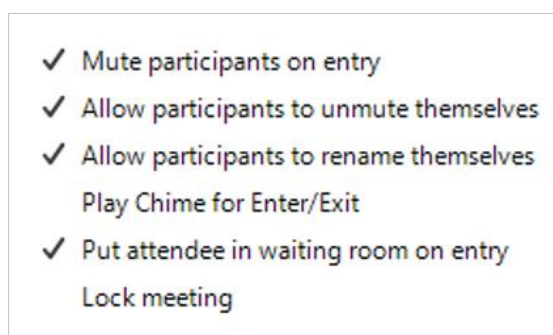 ✓ Mute participants on entry
✓ Allow participants to unmute themselves
✓ Allow participants to rename themselves
Play Chime for Enter/Exit
✓ Put attendee in waiting room on entry
Lock meeting